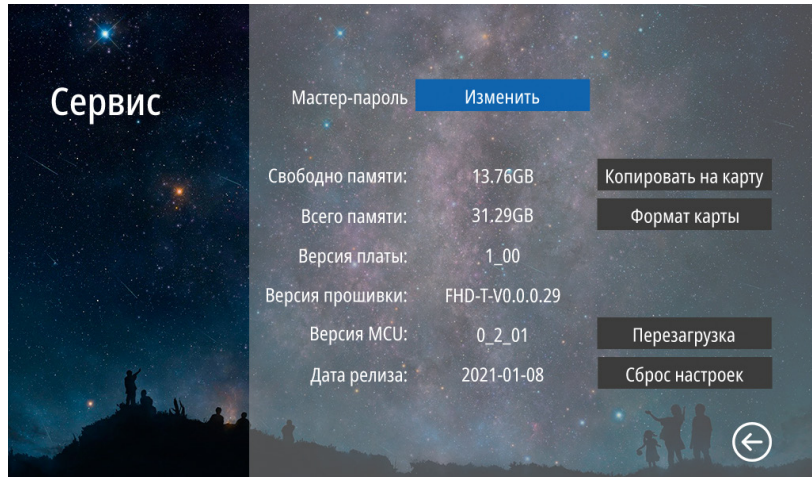 Сервис
Мастер-пароль Изменить
Свободно памяти: 13.76GB Копировать на карту
Всего памяти: 31.29GB Формат карты
Версия платы: 1_00
Версия прошивки: FHD-T-V0.0.0.29
Версия MCU: 0_2_01 Перезагрузка
Дата релиза: 2021-01-08 Сброс настроек